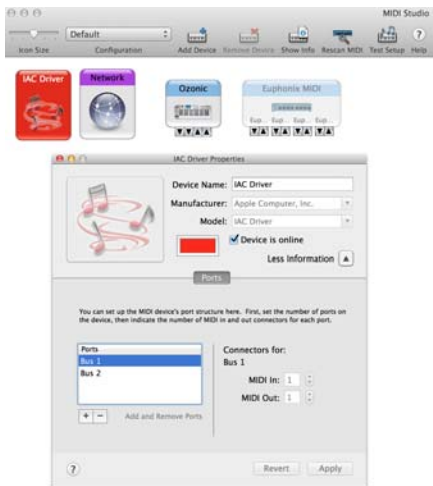 MIDI Studio
Default
Icon Size Configuration Add Device Remove Device Show Info Rescan MIDI Test Setup Help
IAC Driver Network Ozonic Euphonix MIDI
Eup... Eup... Eup... Eup...
IAC Driver Properties
Device Name: IAC Driver
Manufacturer: Apple Computer, Inc.
Model: IAC Driver
Device is online
Less Information
Ports
You can set up the MIDI device's port structure here. First, set the number of ports on
the device, then indicate the number of MIDI in and out connectors for each port.
Ports
Bus 1
Bus 2
+ - Add and Remove Ports
Connectors for:
Bus 1
MIDI In: 1
MIDI Out: 1
? Revert Apply